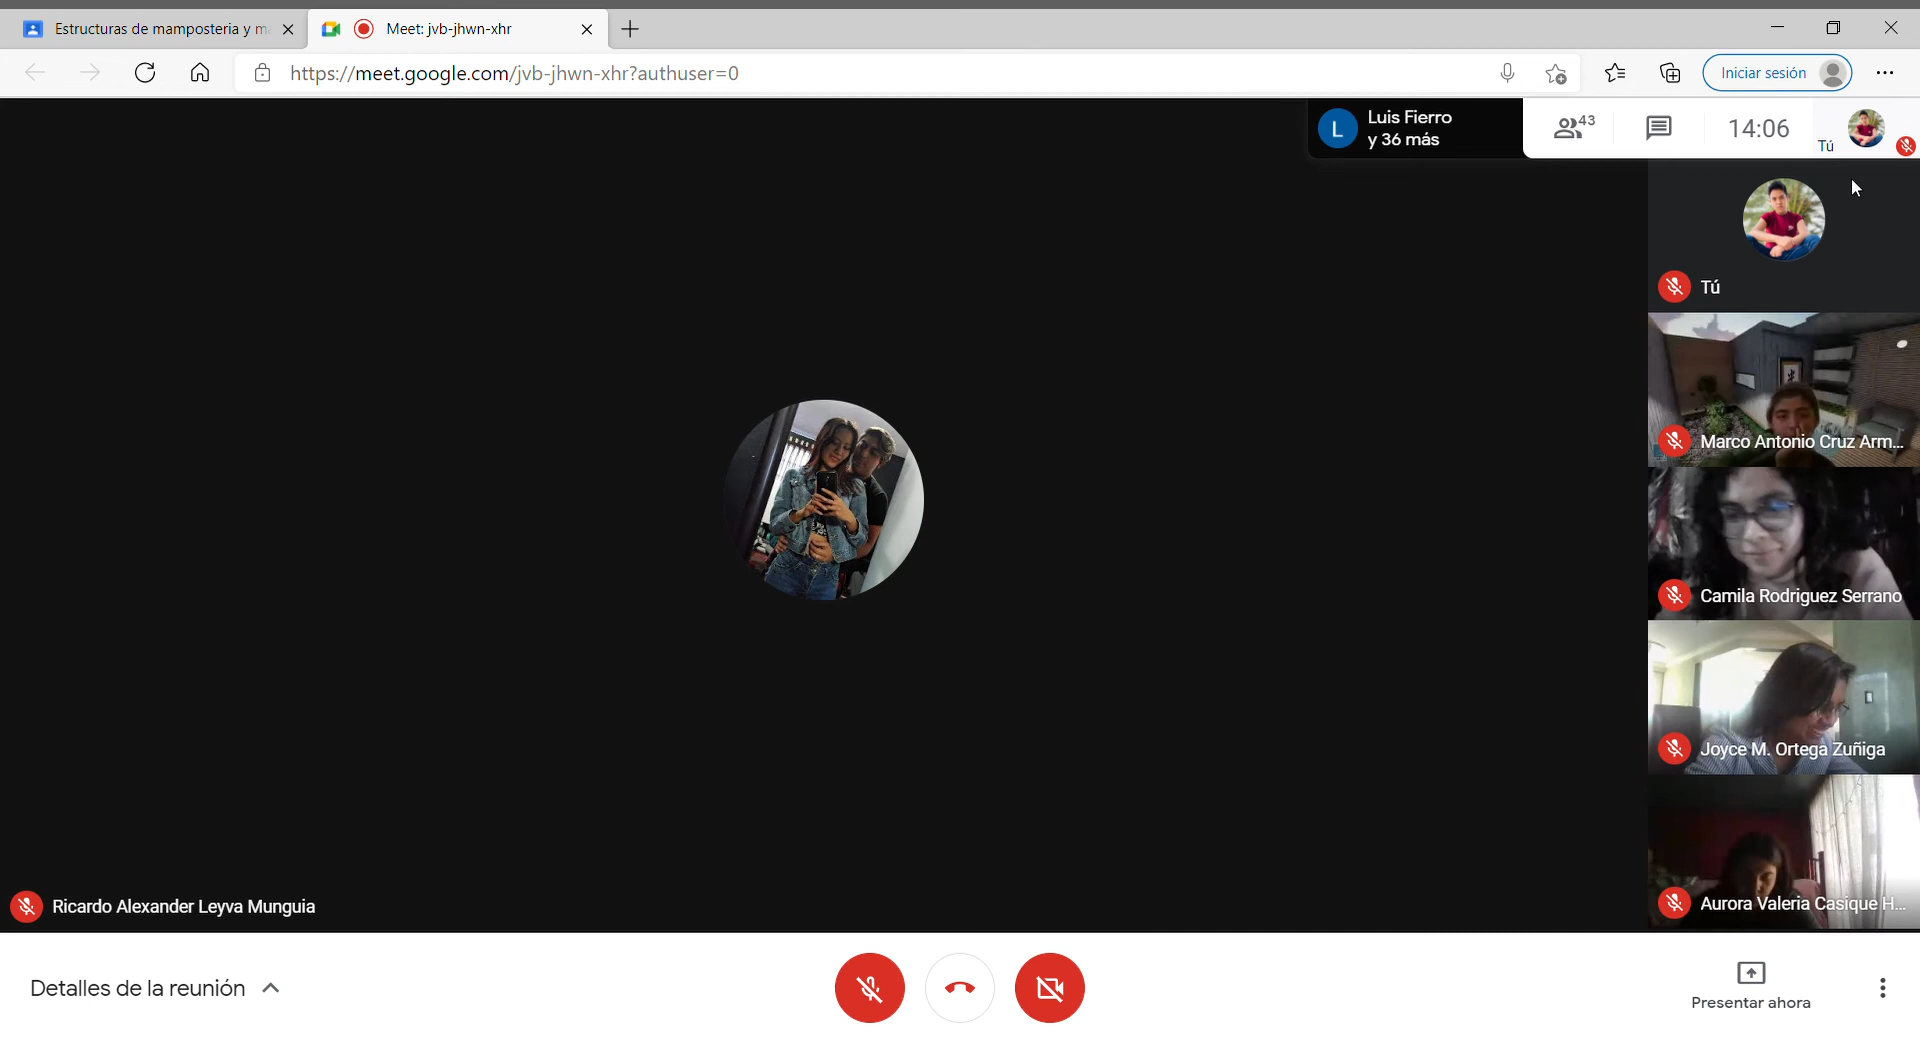 Estructuras de mamposteria y m
Meet: jvb-jhwn-xhr
https://meet.google.com/jvb-jhwn-xhr?authuser=0
Iniciar sesión
L
Luis Fierro
y 36 más
43
14:06
Tú
Tú
Marco Antonio Cruz Arm...
Camila Rodriguez Serrano
Joyce M. Ortega Zuñiga
Aurora Valeria Casique H...
Ricardo Alexander Leyva Munguia
Detalles de la reunión
Presentar ahora